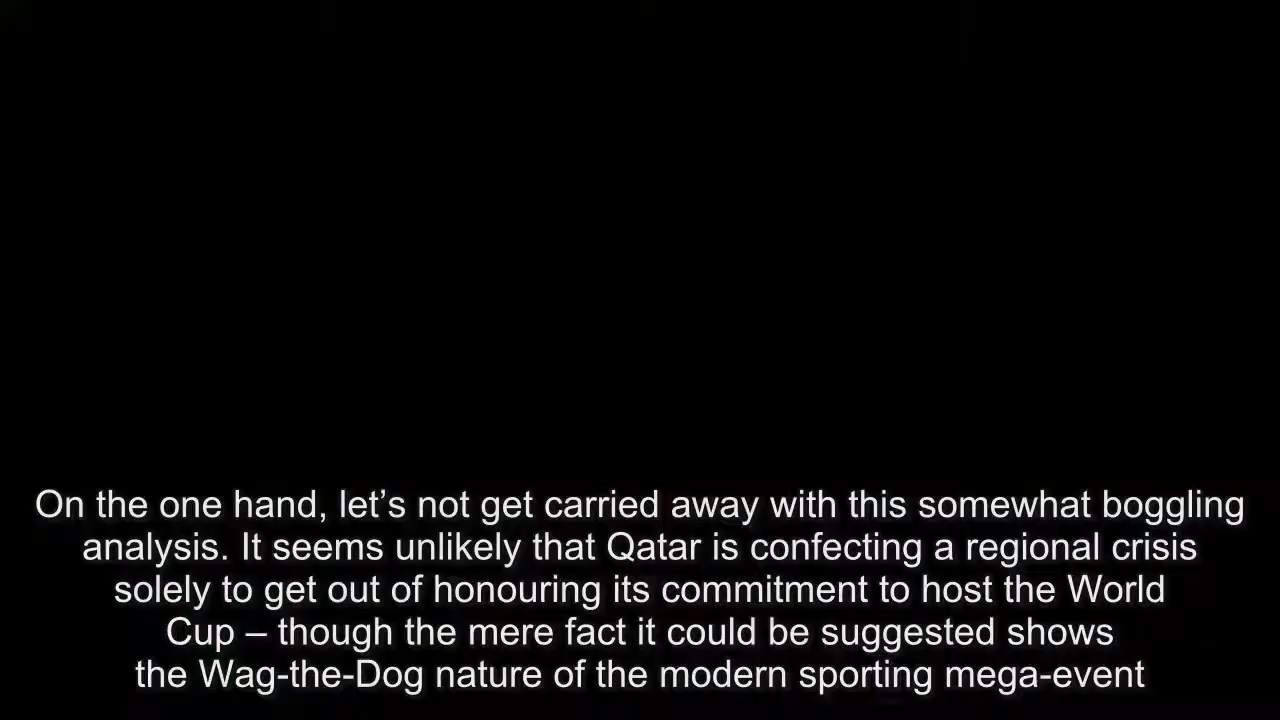 On the one hand, let’s not get carried away with this somewhat boggling
analysis. It seems unlikely that Qatar is confecting a regional crisis
solely to get out of honouring its commitment to host the World
Cup – though the mere fact it could be suggested shows
the Wag-the-Dog nature of the modern sporting mega-event